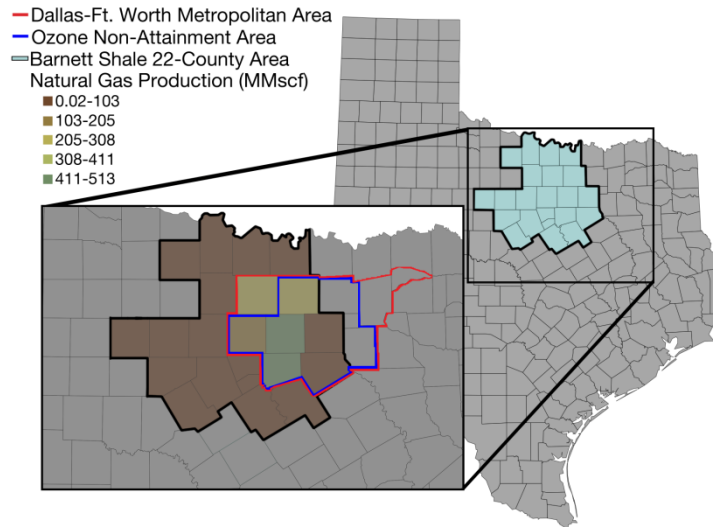 Dallas-Ft. Worth Metropolitan Area
Ozone Non-Attainment Area
Barnett Shale 22-County Area
Natural Gas Production (MMscf)
0.02-103
103-205
205-308
308-411
411-513